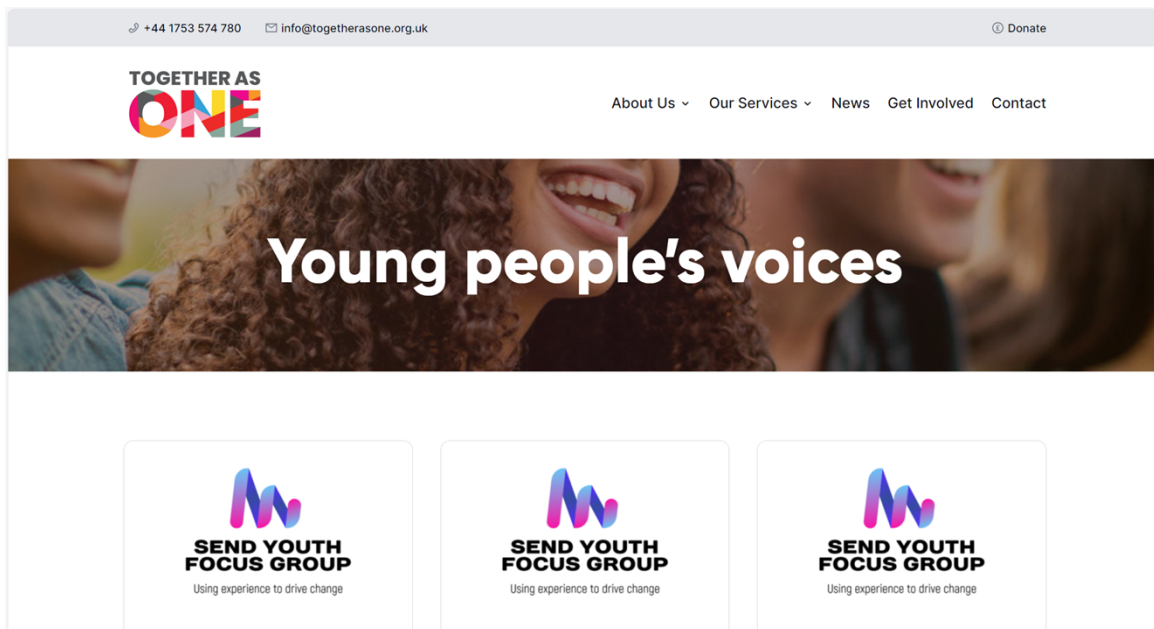 +44 1753 574 780 info@togetherasone.org.uk Donate
TOGETHER AS
ONE
About Us Our Services News Get Involved Contact
Young people's voices
SEND YOUTH
FOCUS GROUP
Using experience to drive change
SEND YOUTH
FOCUS GROUP
Using experience to drive change
SEND YOUTH
FOCUS GROUP
Using experience to drive change